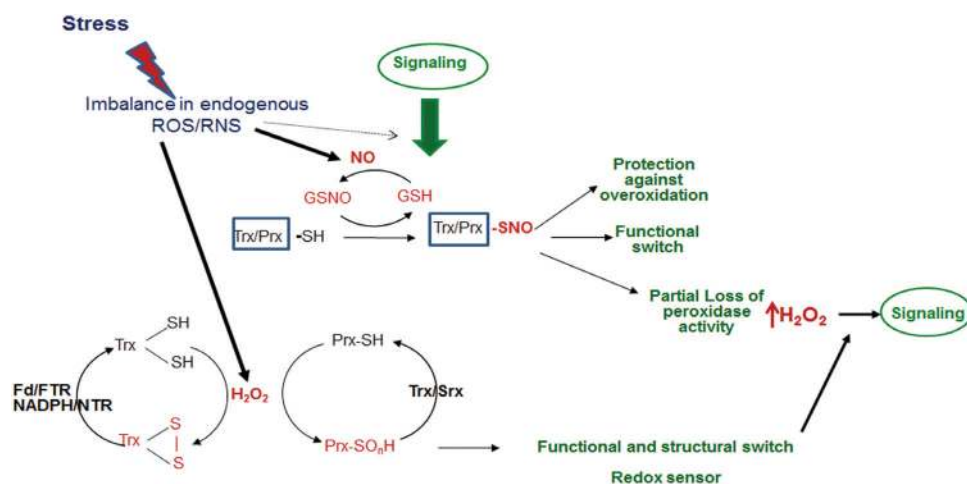 Stress
Signaling
Imbalance in endogenous
ROS/RNS
NO
GSNO
GSH
Trx/Prx -SH
Trx/Prx -SNO
Protection
against
overoxidation
Functional
switch
Partial Loss of
peroxidase
activity
↑H₂O₂
Signaling
SH
Trx
SH
Fd/FTR
NADPH/NTR
H₂O₂
Prx-SH
Trx/Srx
S
Trx
S
Prx-SOₙH
Functional and structural switch
Redox sensor